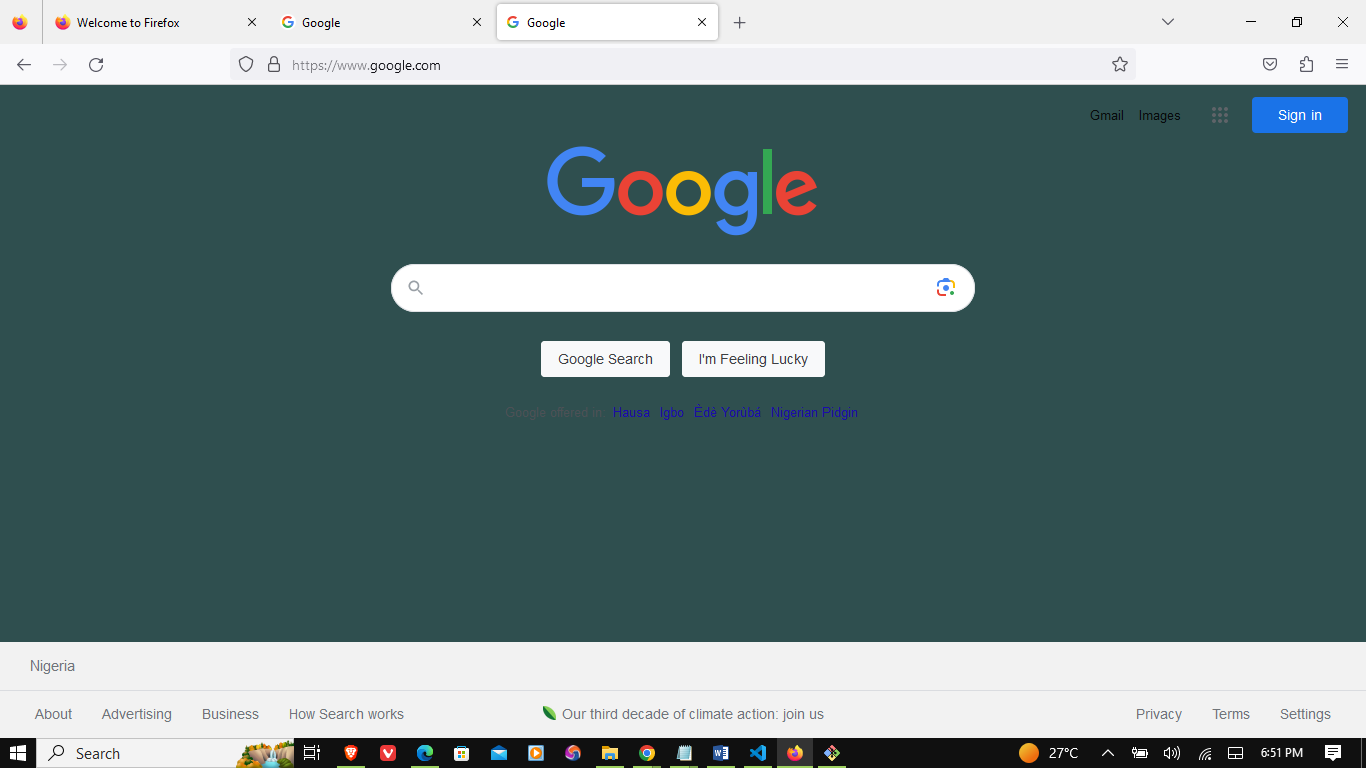 Welcome to Firefox
Google
Google
https://www.google.com
Gmail Images Sign in
Google
Google Search I'm Feeling Lucky
Google offered in: Hausa Igbo Èdè Yorùbá Nigerian Pidgin
Nigeria
About Advertising Business How Search works Our third decade of climate action: join us Privacy Terms Settings
Search 27°C 6:51 PM